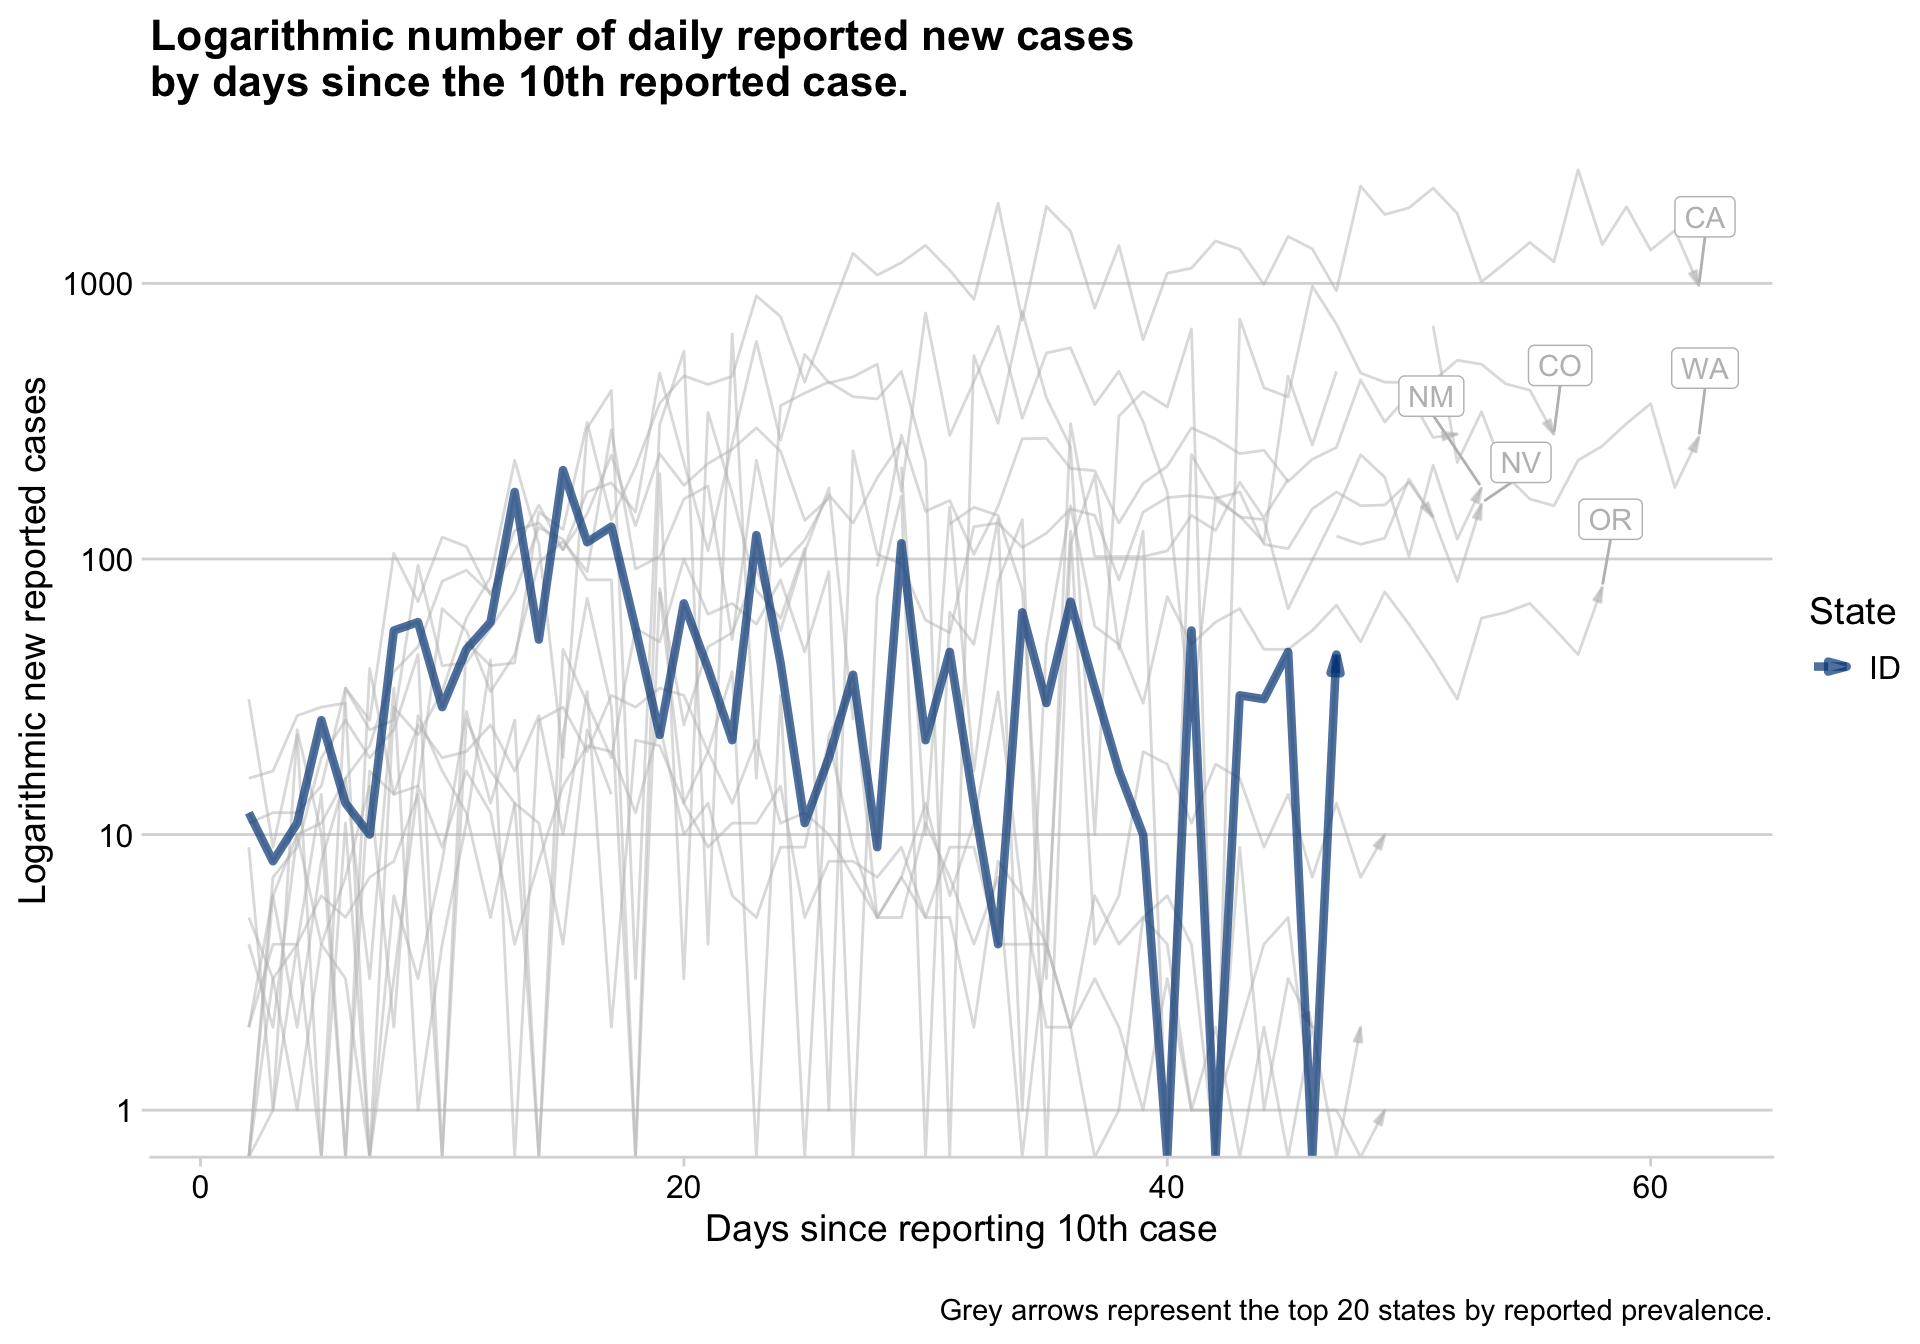 Logarithmic number of daily reported new cases
by days since the 10th reported case.
Logarithmic new reported cases
1000
100
10
1
CA
CO
WA
NM
NV
OR
State
ID
0
20
40
60
Days since reporting 10th case
Grey arrows represent the top 20 states by reported prevalence.